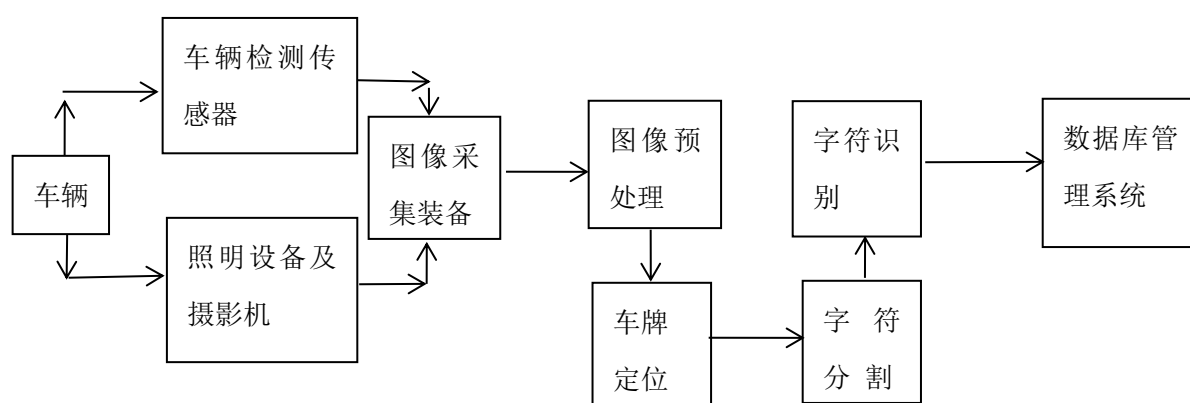 车辆
车辆检测传
感器
照明设备及
摄影机
图像采
集装备
图像预
处理
车牌
定位
字符
分割
字符识
别
数据库管
理系统